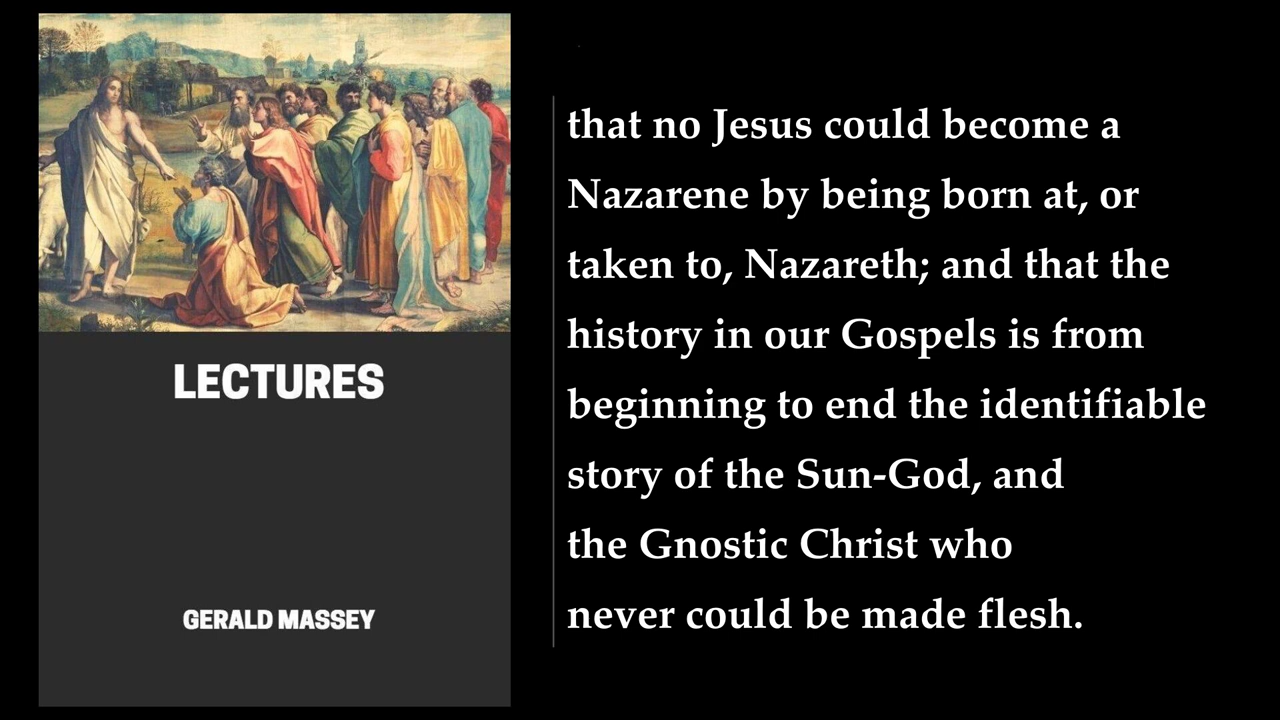 LECTURES
GERALD MASSEY
that no Jesus could become a
Nazarene by being born at, or
taken to, Nazareth; and that the
history in our Gospels is from
beginning to end the identifiable
story of the Sun-God, and
the Gnostic Christ who
never could be made flesh.